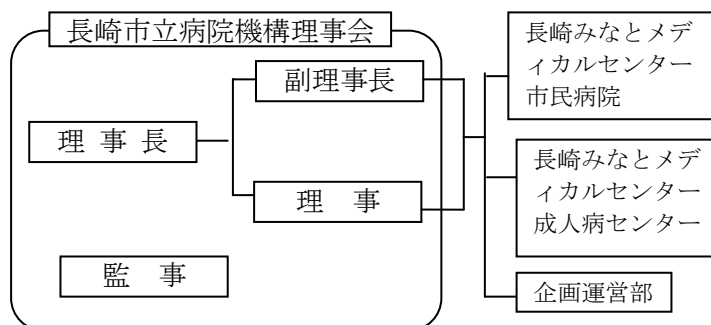 長崎市立病院機構理事会
理事長
副理事長
理事
監事
長崎みなとメデ
ィカルセンター
市民病院
長崎みなとメデ
ィカルセンター
成人病センター
企画運営部